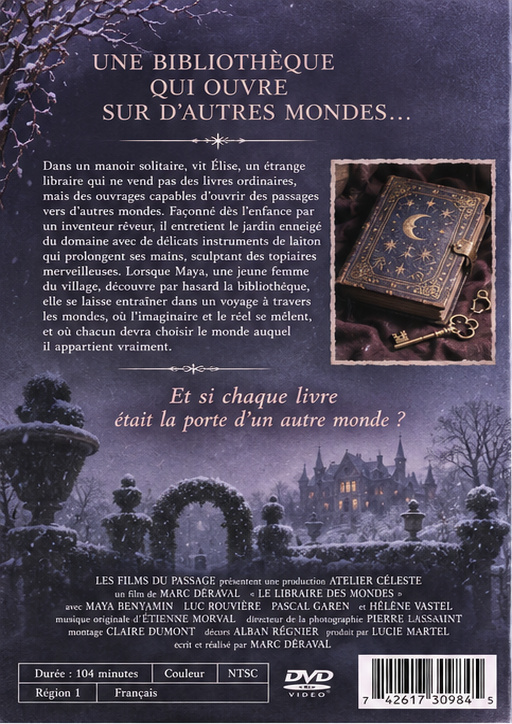 UNE BIBLIOTHÈQUE
QUI OUVRE
SUR D'AUTRES MONDES...
Dans un manoir solitaire, vit Élise, un étrange
libraire qui ne vend pas des livres ordinaires,
mais des ouvrages capables d'ouvrir des passages
vers d'autres mondes. Façonné dès l'enfance par
un inventeur rêveur, il entretient le jardin enneigé
du domaine avec de délicats instruments de laiton
qui prolongent ses mains, sculptant des topiaires
merveilleuses. Lorsque Maya, une jeune femme
du village, découvre par hasard la bibliothèque,
elle se laisse entraîner dans un voyage à travers
les mondes, où l'imaginaire et le réel se mêlent,
et où chacun devra choisir le monde auquel
il appartient vraiment.
Et si chaque livre
était la porte d'un autre monde ?
LES FILMS DU PASSAGE présentent une production ATELIER CÉLESTE
un film de MARC DÉRAVAL « LE LIBRAIRE DES MONDES »
avec MAYA BENYAMIN LUC ROUVIÈRE PASCAL GAREN et HÉLÈNE VASTEL
musique originale d'ÉTIENNE MORVAL directeur de la photographie PIERRE LASSAINT
montage CLAIRE DUMONT décors ALBAN RÉGNIER produit par LUCIE MARTEL
écrit et réalisé par MARC DÉRAVAL
Durée : 104 minutes Couleur NTSC
Région 1 Français
DVD
VIDEO
7 42617 30984 5